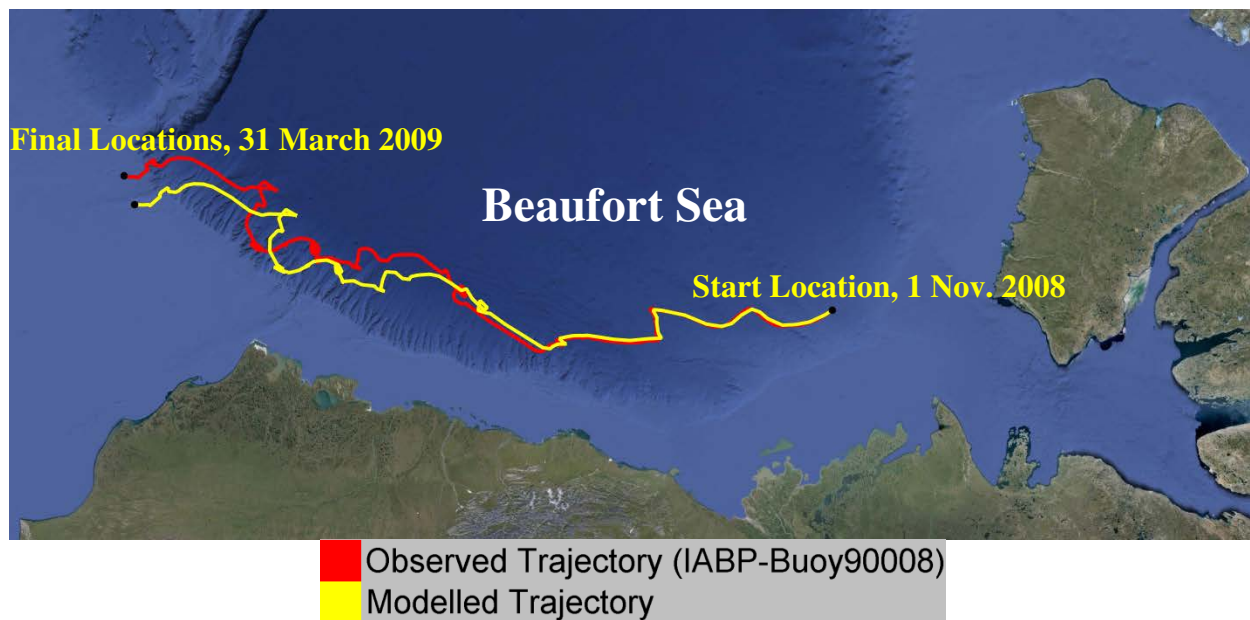 Final Locations, 31 March 2009
Beaufort Sea
Start Location, 1 Nov. 2008
Observed Trajectory (IABP-Buoy90008)
Modelled Trajectory